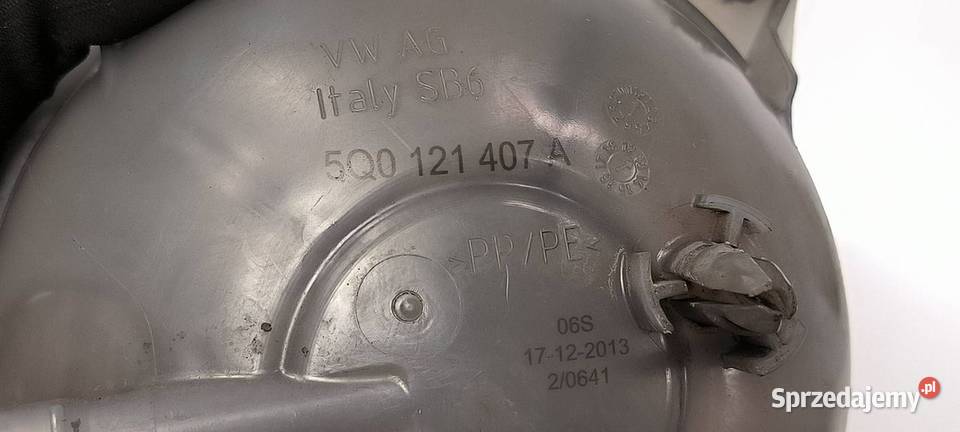 VW AG
Italy SB6
5Q0 121 407 A
>PP/PE<
06S
17-12-2013
2/0641
Sprzedajemy.pl